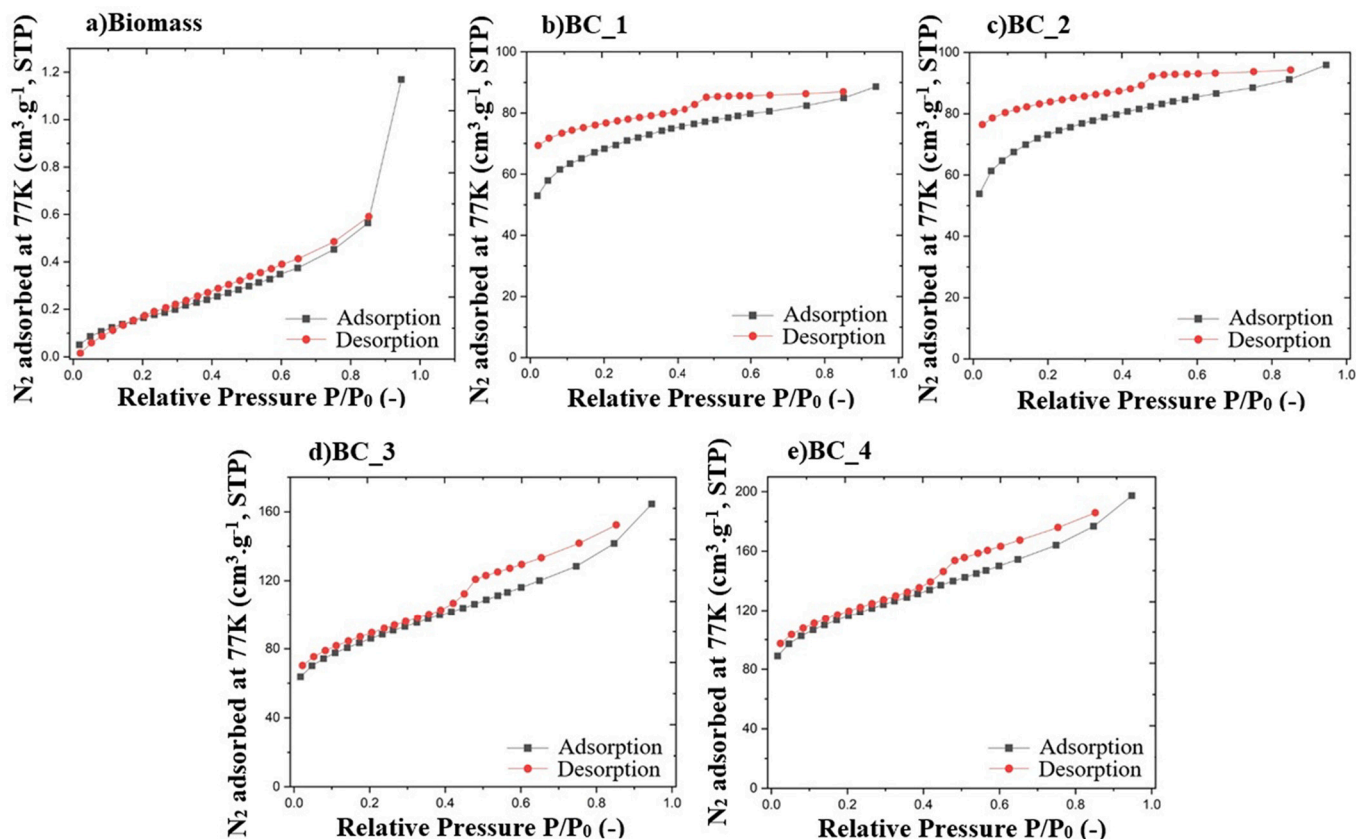 a)Biomass
N₂ adsorbed at 77K (cm³.g⁻¹, STP)
1.2
1.0
0.8
0.6
0.4
0.2
0.0
Adsorption
Desorption
0.0 0.2 0.4 0.6 0.8 1.0
Relative Pressure P/P₀ (-)
b)BC_1
N₂ adsorbed at 77K (cm³.g⁻¹, STP)
100
80
60
40
20
0
Adsorption
Desorption
0.0 0.2 0.4 0.6 0.8 1.0
Relative Pressure P/P₀ (-)
c)BC_2
N₂ adsorbed at 77K (cm³.g⁻¹, STP)
100
80
60
40
20
0
Adsorption
Desorption
0.0 0.2 0.4 0.6 0.8 1.0
Relative Pressure P/P₀ (-)
d)BC_3
N₂ adsorbed at 77K (cm³.g⁻¹, STP)
160
120
80
40
0
Adsorption
Desorption
0.0 0.2 0.4 0.6 0.8 1.0
Relative Pressure P/P₀ (-)
e)BC_4
N₂ adsorbed at 77K (cm³.g⁻¹, STP)
200
160
120
80
40
0
Adsorption
Desorption
0.0 0.2 0.4 0.6 0.8 1.0
Relative Pressure P/P₀ (-)